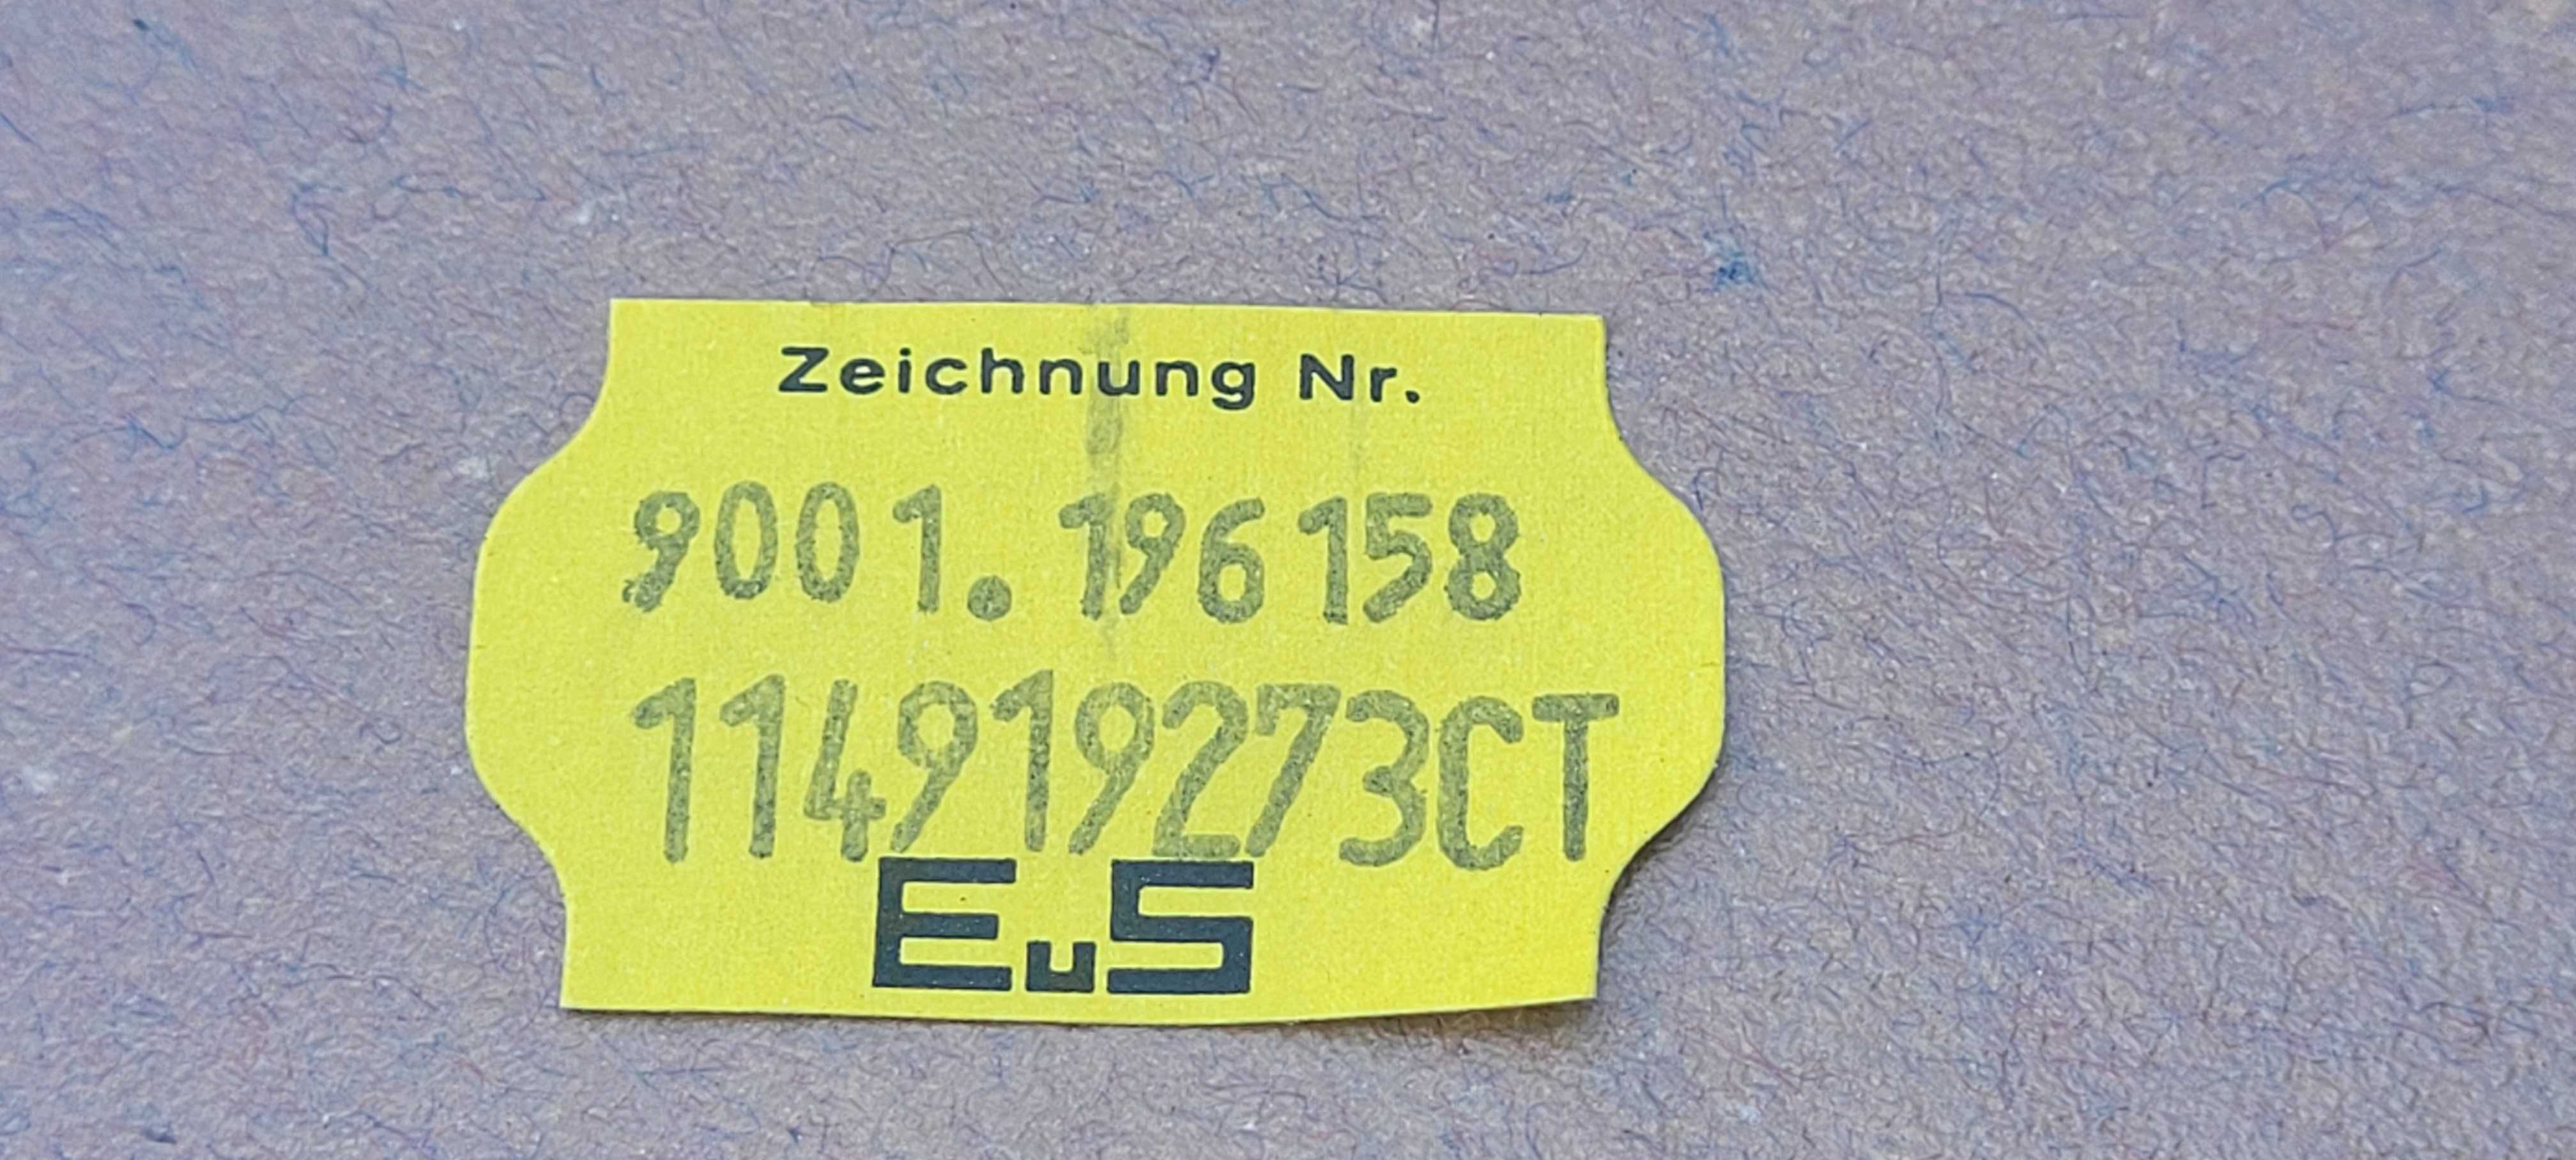 Zeichnung Nr.
9001.196158
114919273CT
EuS